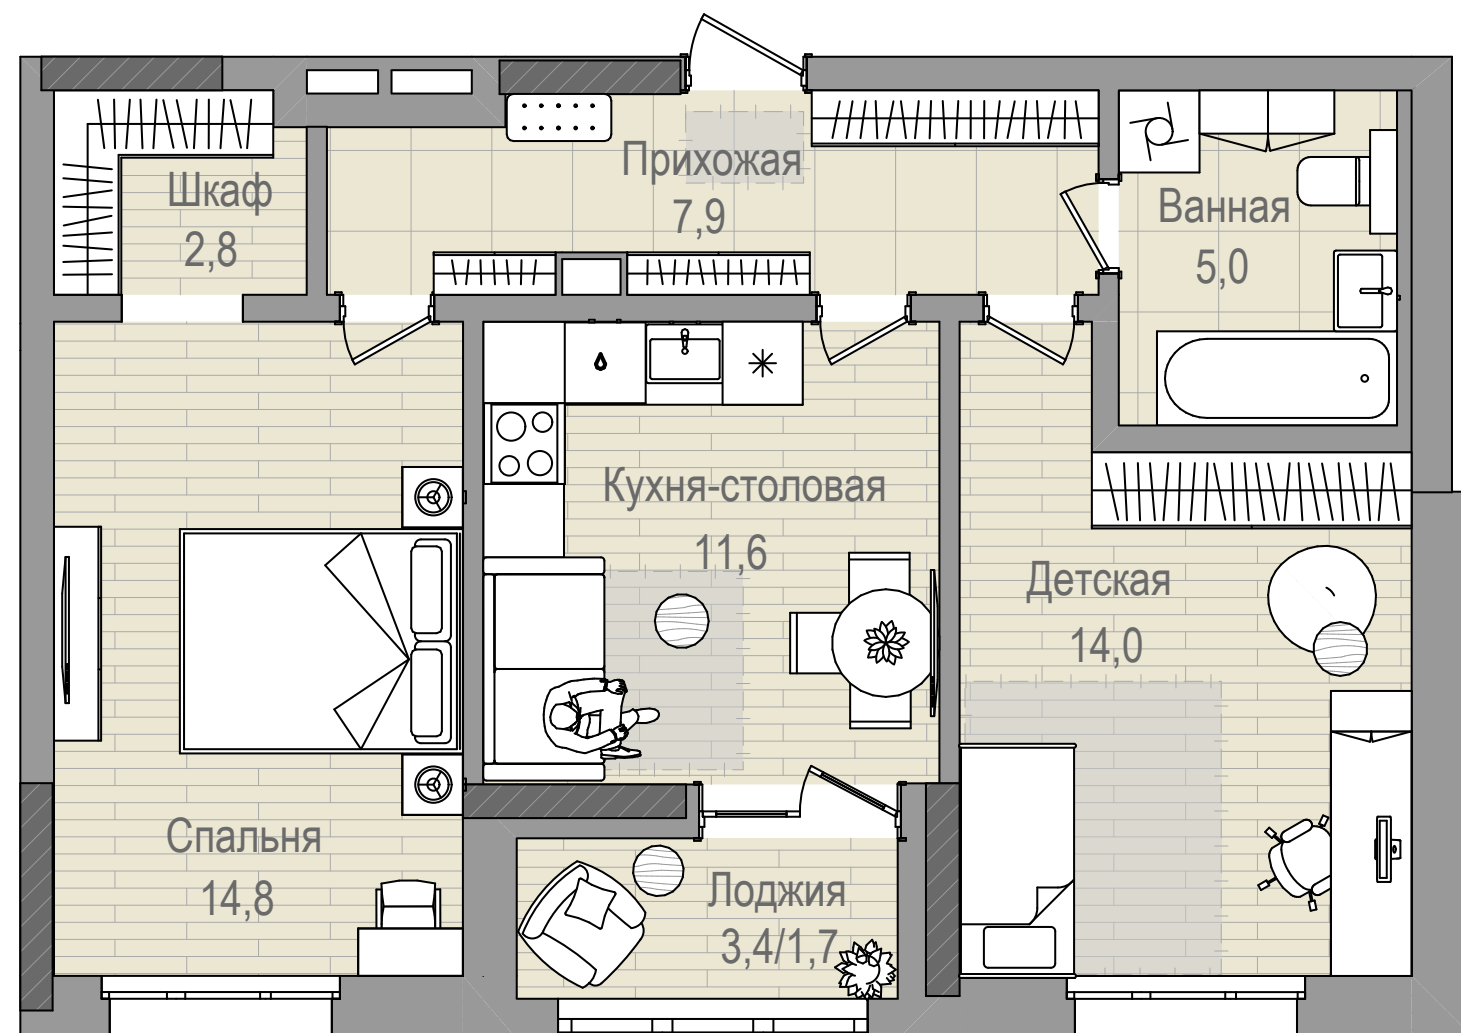 Прихожая
7,9
Шкаф
2,8
Ванная
5,0
Кухня-столовая
11,6
Детская
14,0
Спальня
14,8
Лоджия
3,4/1,7